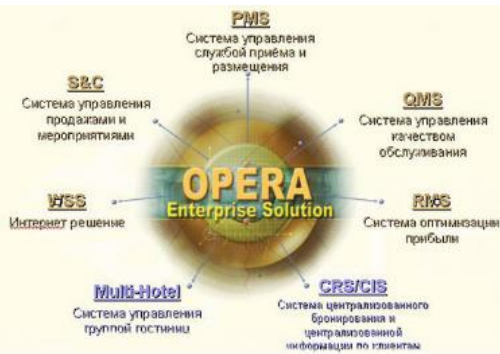 PMS
Система управления
службой приёма и
размещения
S&C
Система управления
продажами и
мероприятиями
QMS
Система управления
качеством
обслуживания
OPERA
Enterprise Solution
WSS
Интернет решение
RMS
Система оптимизации
прибыли
Multi-Hotel
Система управления
группой гостиниц
CRS/CIS
Система централизованного
бронирования и
централизованной
информации по клиентам